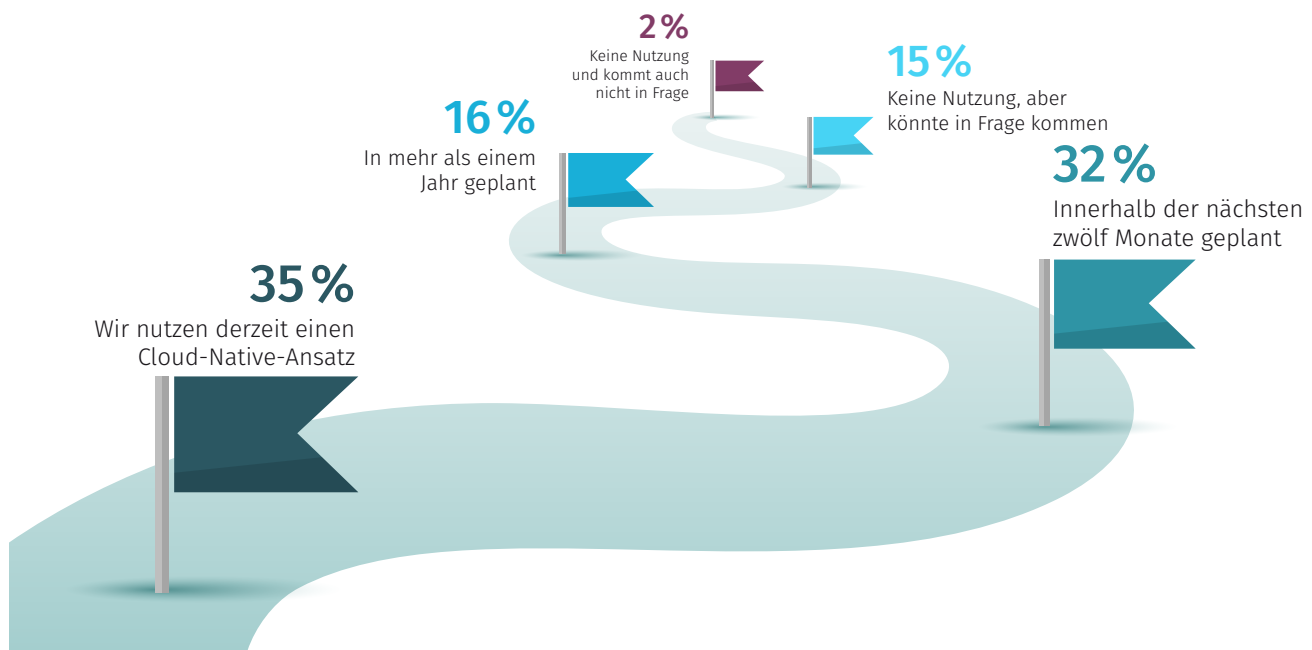 2 %
Keine Nutzung
und kommt auch
nicht in Frage
15 %
Keine Nutzung, aber
könnte in Frage kommen
16 %
In mehr als einem
Jahr geplant
32 %
Innerhalb der nächsten
zwölf Monate geplant
35 %
Wir nutzen derzeit einen
Cloud-Native-Ansatz